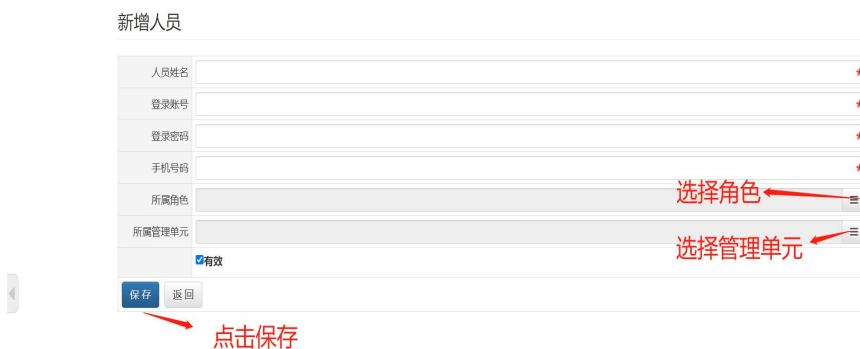 新增人员
人员姓名 *
登录账号 *
登录密码 *
手机号码 *
所属角色 选择角色
所属管理单元 选择管理单元
有效
保存 返回
点击保存